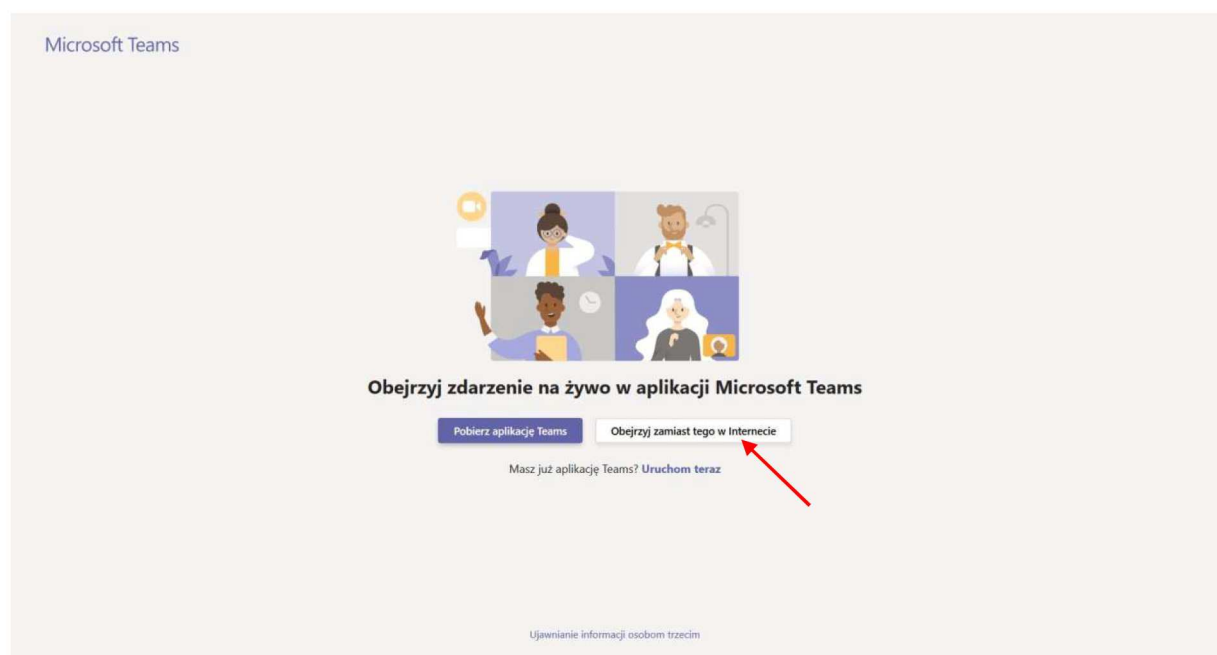 Microsoft Teams
Obejrzyj zdarzenie na żywo w aplikacji Microsoft Teams
Pobierz aplikację Teams
Obejrzyj zamiast tego w Internecie
Masz już aplikację Teams? Uruchom teraz
Ujawnianie informacji osobom trzecim